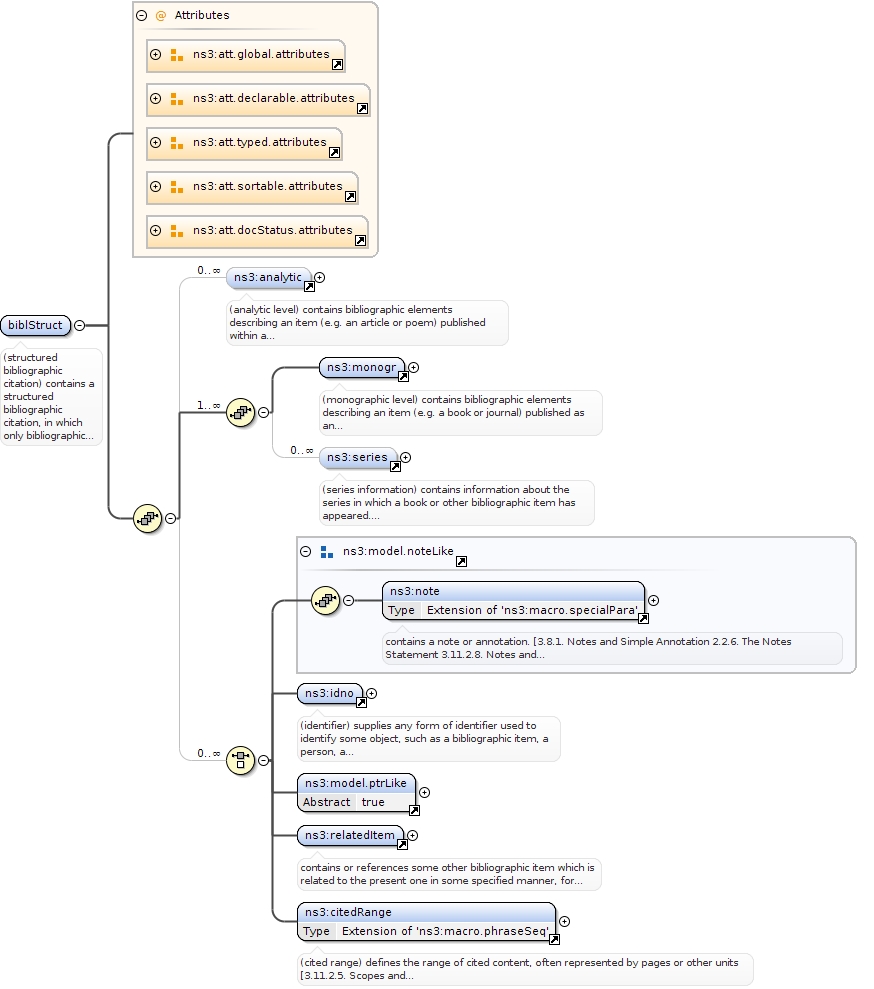 Attributes
ns3:att.global.attributes
ns3:att.declarable.attributes
ns3:att.typed.attributes
ns3:att.sortable.attributes
ns3:att.docStatus.attributes
0..∞
ns3:analytic
(analytic level) contains bibliographic elements
describing an item (e.g. an article or poem) published
within a...
biblStruct
(structured
bibliographic
citation) contains a
structured
bibliographic
citation, in which
only bibliographic...
1..∞
ns3:monogr
(monographic level) contains bibliographic elements
describing an item (e.g. a book or journal) published as
an...
0..∞
ns3:series
(series information) contains information about the
series in which a book or other bibliographic item has
appeared....
ns3:model.noteLike
ns3:note
Type Extension of 'ns3:macro.specialPara'
contains a note or annotation. [3.8.1. Notes and Simple Annotation 2.2.6. The Notes
Statement 3.11.2.8. Notes and...
ns3:idno
(identifier) supplies any form of identifier used to
identify some object, such as a bibliographic item, a
person, a...
0..∞
ns3:model.ptrLike
Abstract true
ns3:relatedItem
contains or references some other bibliographic item which is
related to the present one in some specified manner, for...
ns3:citedRange
Type Extension of 'ns3:macro.phraseSeq'
(cited range) defines the range of cited content, often represented by pages or other units
[3.11.2.5. Scopes and...